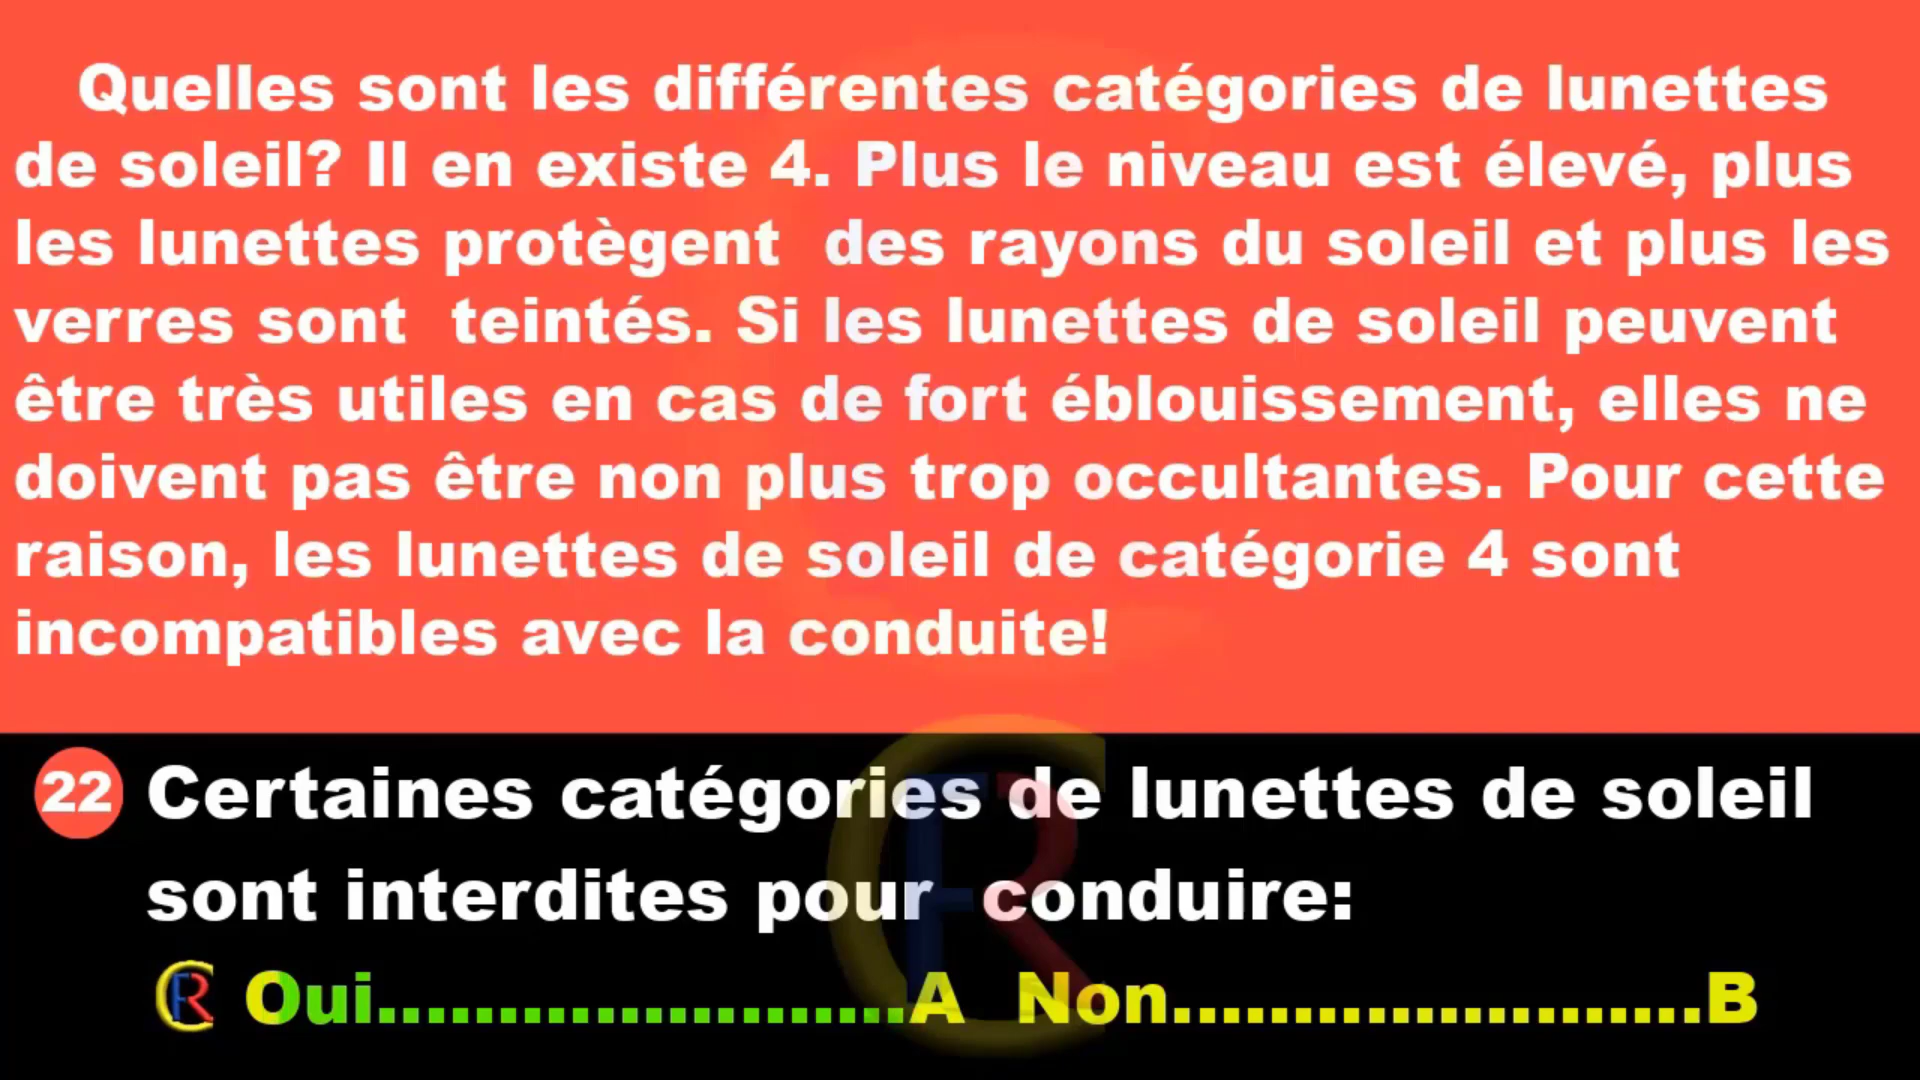 Quelles sont les différentes catégories de lunettes
de soleil? Il en existe 4. Plus le niveau est élevé, plus
les lunettes protègent des rayons du soleil et plus les
verres sont teintés. Si les lunettes de soleil peuvent
être très utiles en cas de fort éblouissement, elles ne
doivent pas être non plus trop occultantes. Pour cette
raison, les lunettes de soleil de catégorie 4 sont
incompatibles avec la conduite!
22 Certaines catégories de lunettes de soleil
sont interdites pour conduire:
CFR Oui......................A Non......................B